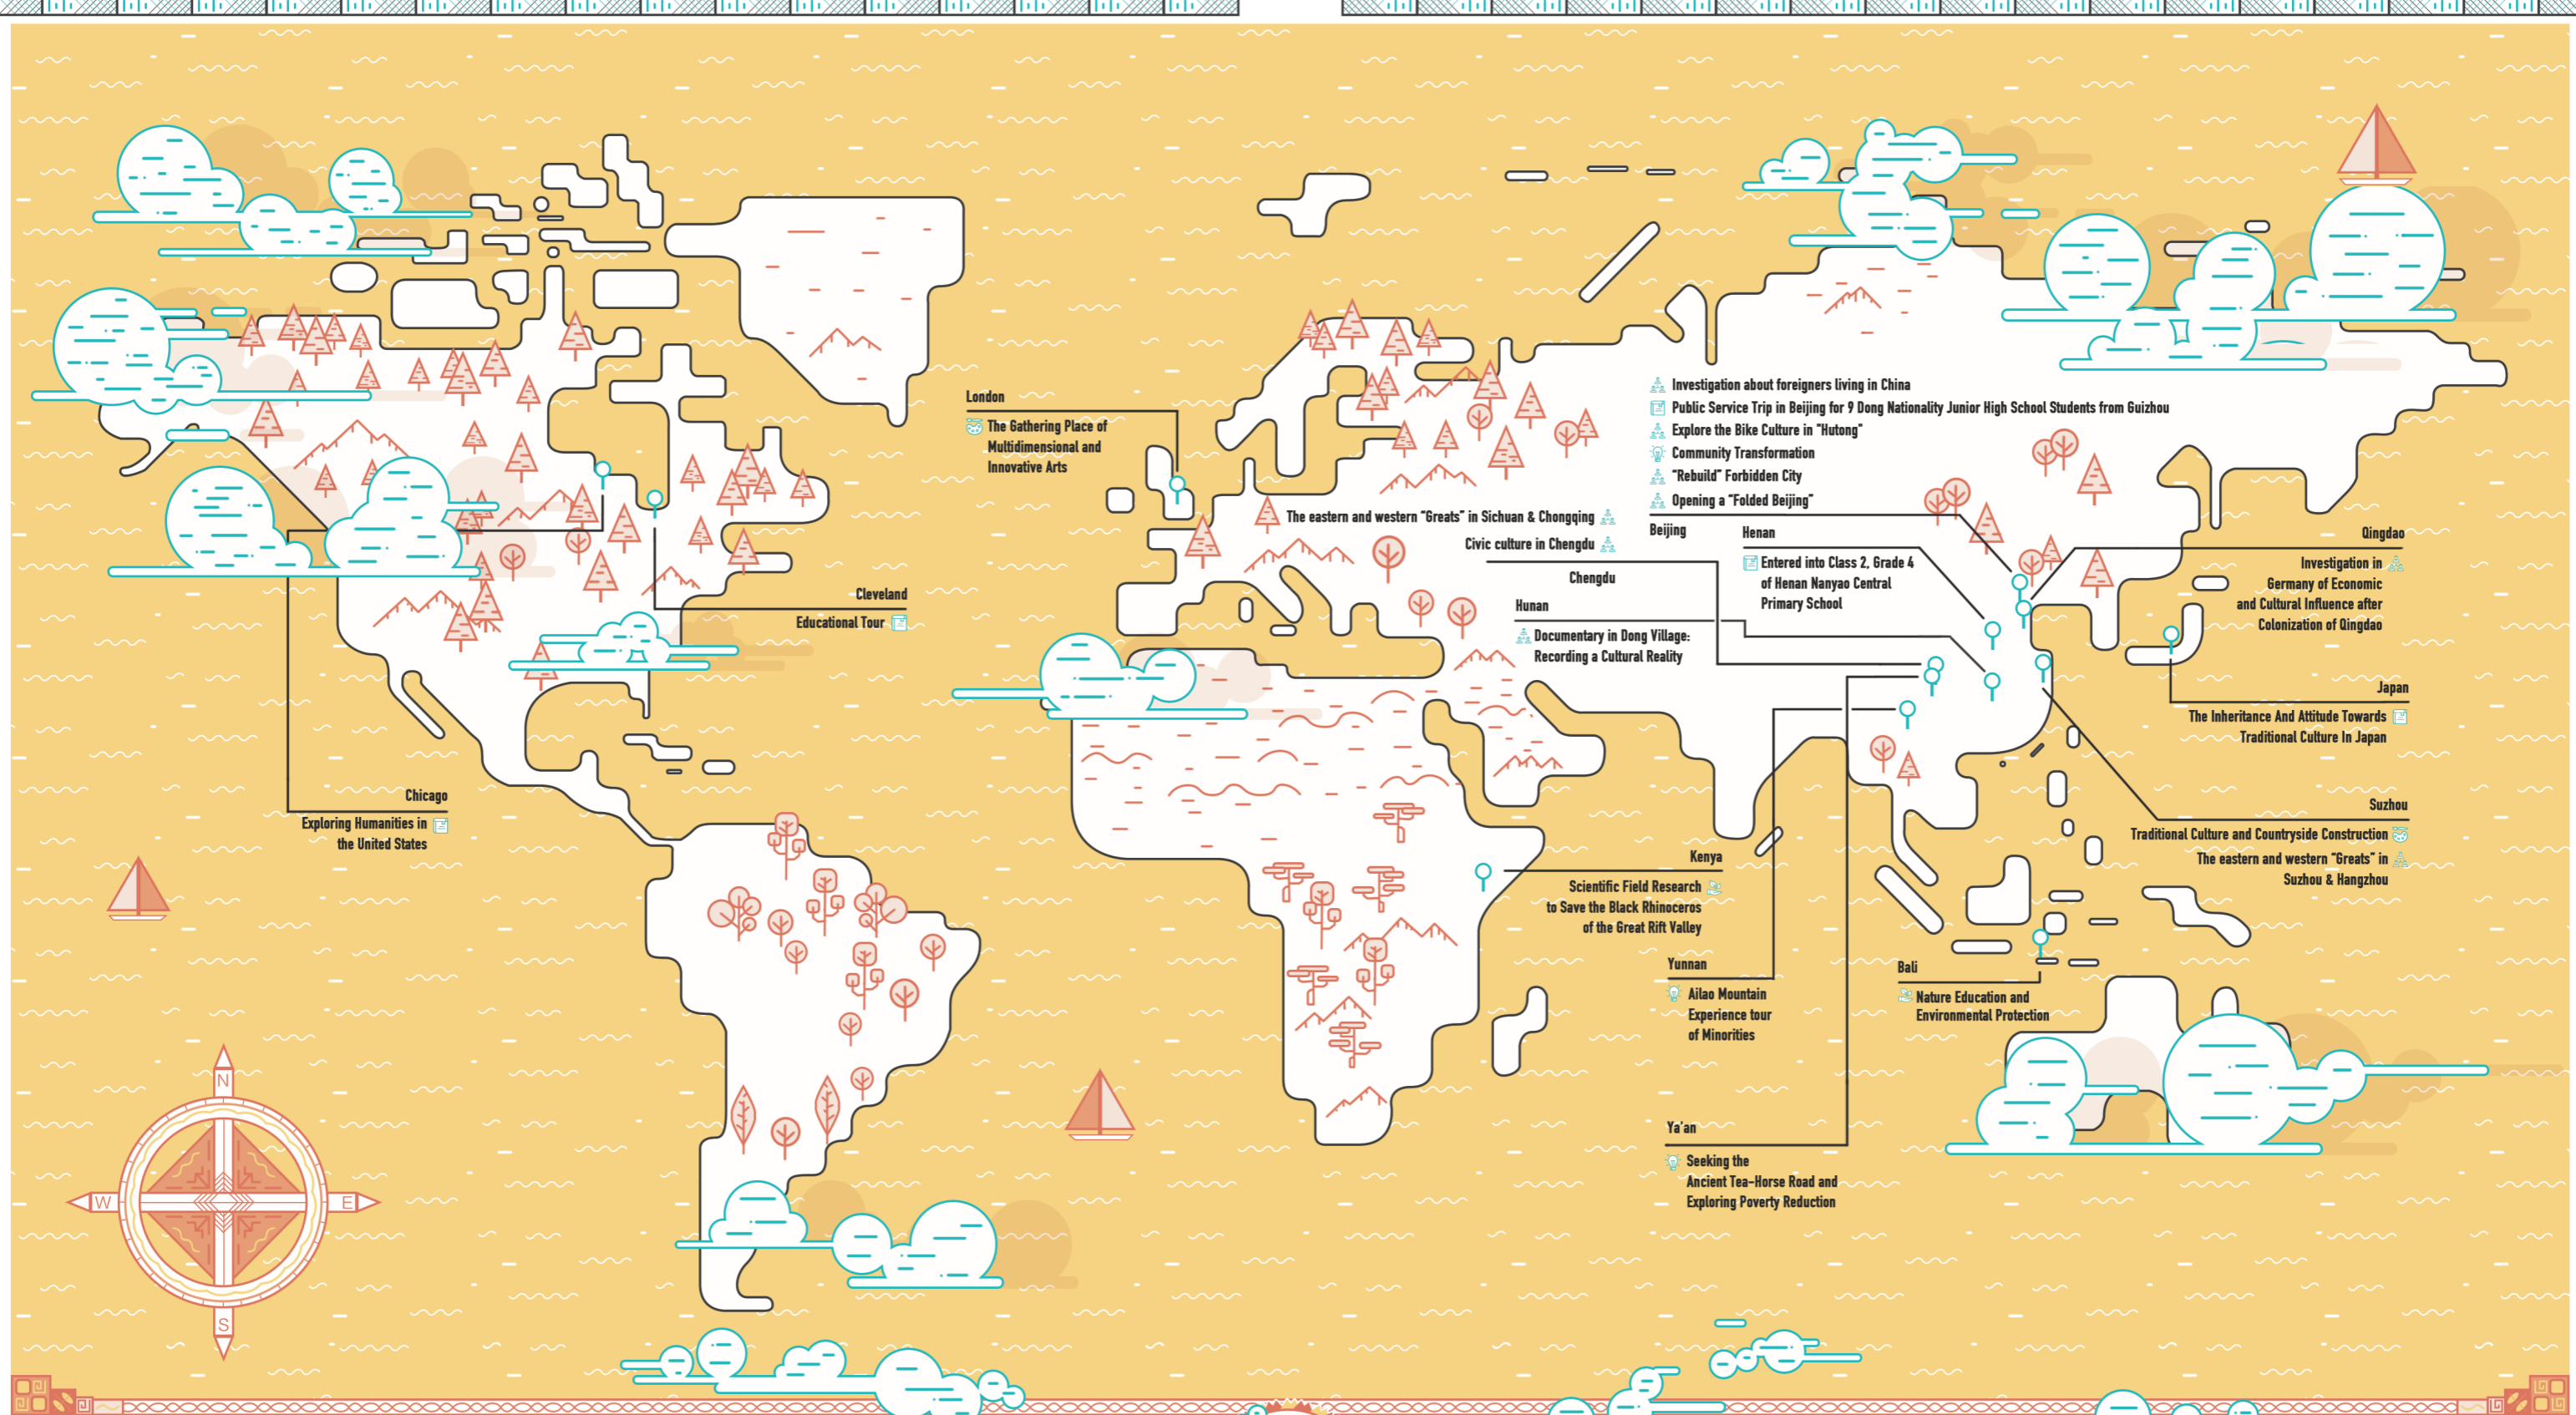 London
The Gathering Place of
Multidimensional and
Innovative Arts
Cleveland
Educational Tour
Chicago
Exploring Humanities in
the United States
N
W
E
S
Investigation about foreigners living in China
Public Service Trip in Beijing for 9 Dong Nationality Junior High School Students from Guizhou
Explore the Bike Culture in "Hutong"
Community Transformation
“Rebuild” Forbidden City
Opening a “Folded Beijing”
Beijing
The eastern and western “Greats” in Sichuan & Chongqing
Civic culture in Chengdu
Chengdu
Henan
Entered into Class 2, Grade 4
of Henan Nanyao Central
Primary School
Hunan
Documentary in Dong Village:
Recording a Cultural Reality
Qingdao
Investigation in
Germany of Economic
and Cultural Influence after
Colonization of Qingdao
Japan
The Inheritance And Attitude Towards
Traditional Culture In Japan
Suzhou
Traditional Culture and Countryside Construction
The eastern and western “Greats” in
Suzhou & Hangzhou
Kenya
Scientific Field Research
to Save the Black Rhinoceros
of the Great Rift Valley
Yunnan
Ailao Mountain
Experience tour
of Minorities
Bali
Nature Education and
Environmental Protection
Ya’an
Seeking the
Ancient Tea-Horse Road and
Exploring Poverty Reduction